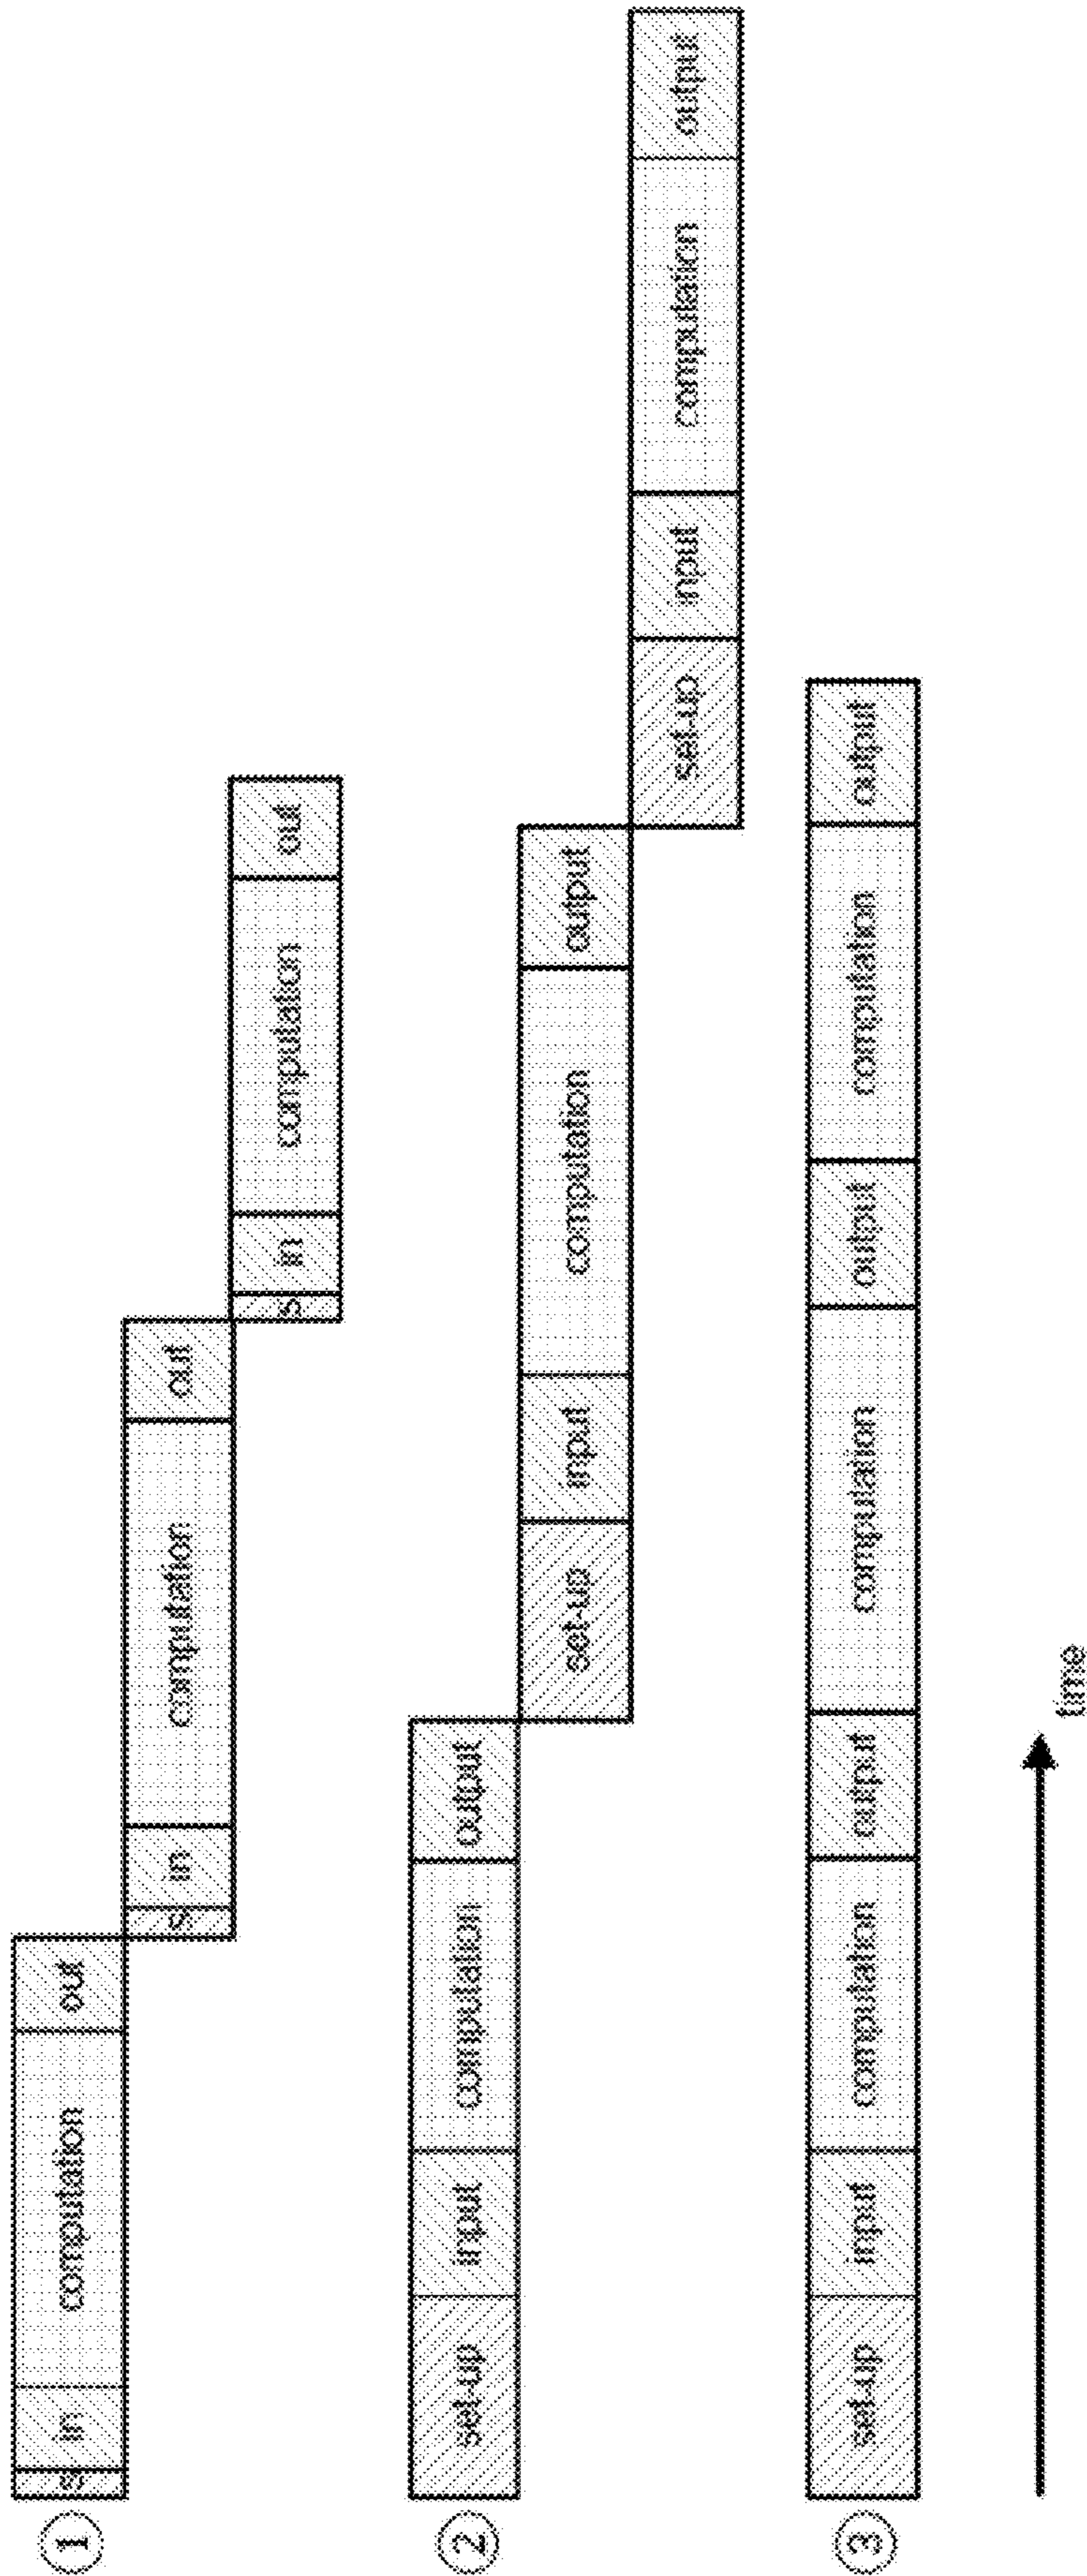 1
s in computation out
s in computation out
s in computation out
2
set-up input computation output
set-up input computation output
set-up input computation output
3
set-up input computation output computation output computation output
time